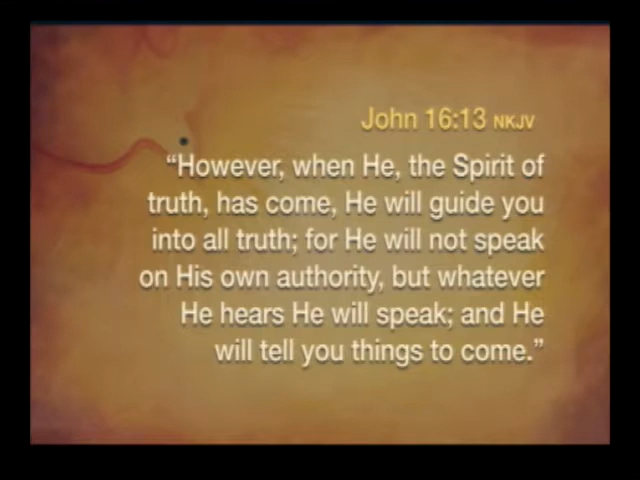 John 16:13 NKJV
“However, when He, the Spirit of
truth, has come, He will guide you
into all truth; for He will not speak
on His own authority, but whatever
He hears He will speak; and He
will tell you things to come.”